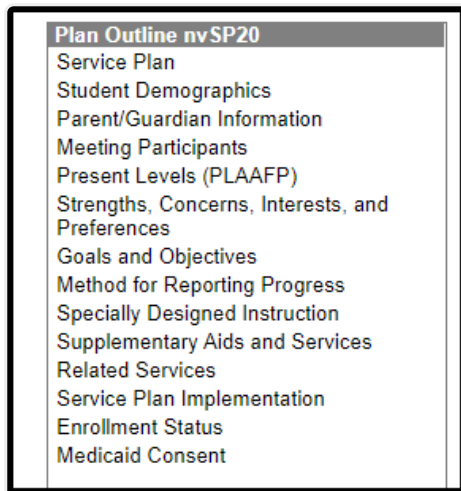 Plan Outline nvSP20
Service Plan
Student Demographics
Parent/Guardian Information
Meeting Participants
Present Levels (PLAAFP)
Strengths, Concerns, Interests, and
Preferences
Goals and Objectives
Method for Reporting Progress
Specially Designed Instruction
Supplementary Aids and Services
Related Services
Service Plan Implementation
Enrollment Status
Medicaid Consent